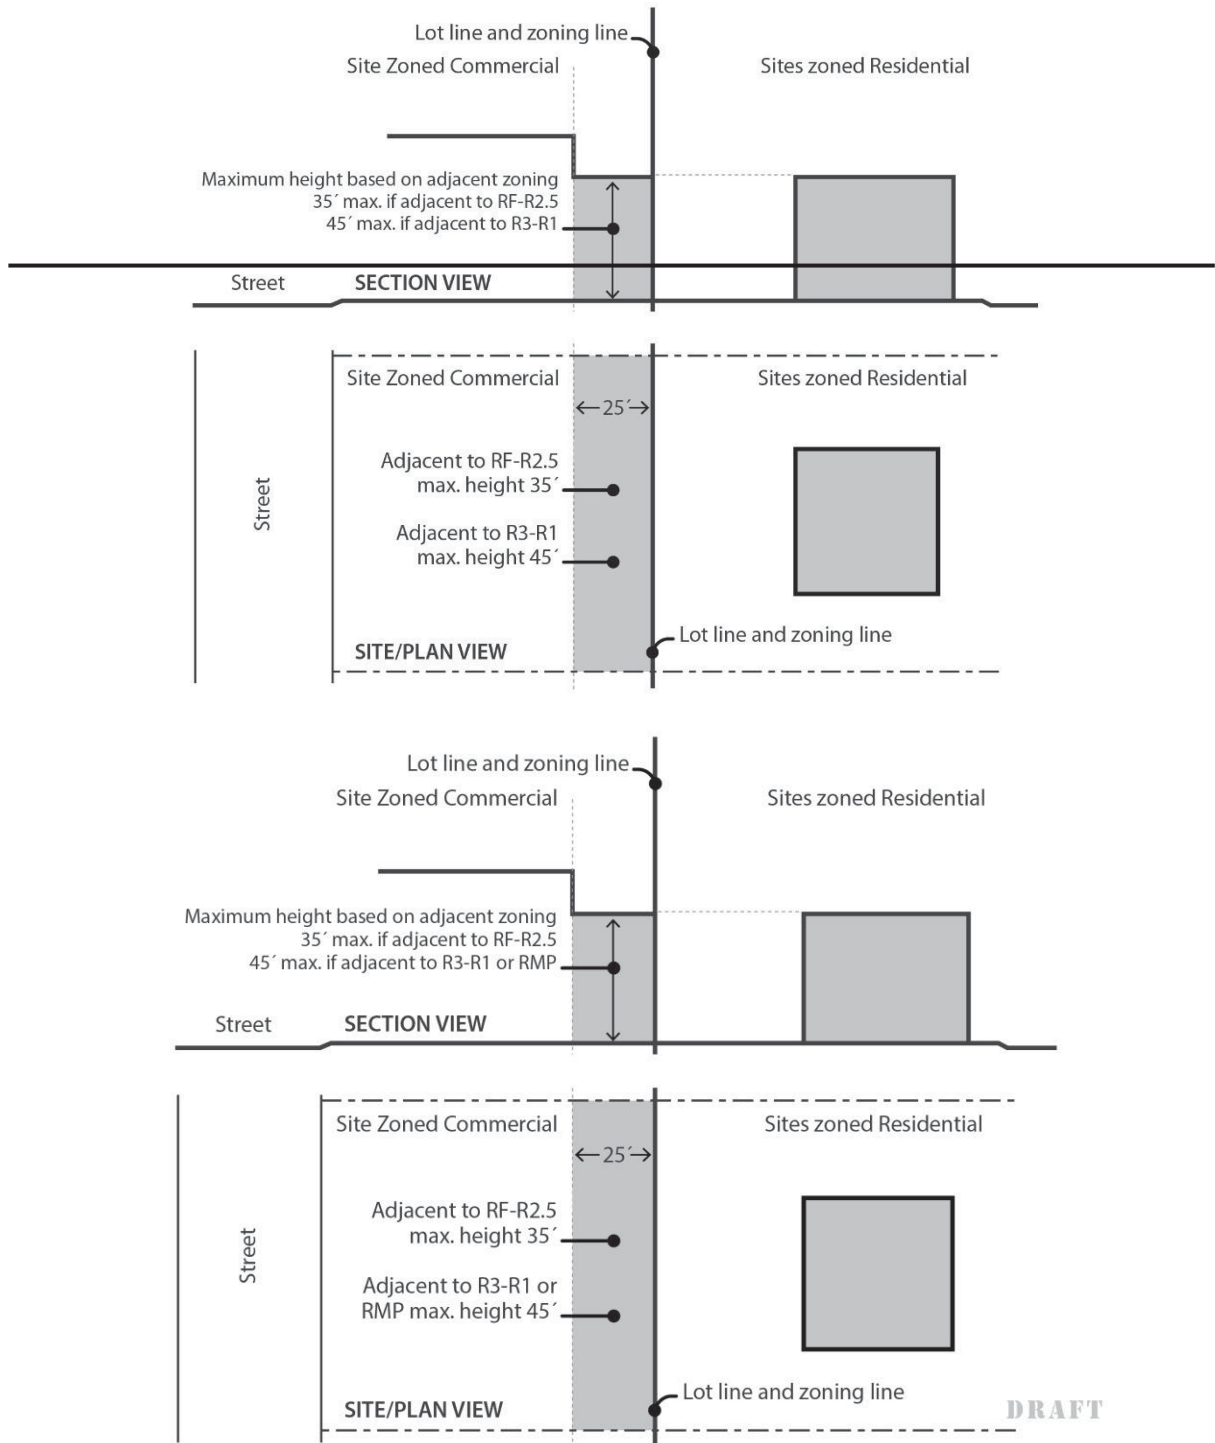 Lot line and zoning line
Site Zoned Commercial
Sites zoned Residential
Maximum height based on adjacent zoning
35´ max. if adjacent to RF-R2.5
45´ max. if adjacent to R3-R1
Street
SECTION VIEW
Site Zoned Commercial
Sites zoned Residential
25´
Adjacent to RF-R2.5
max. height 35´
Street
Adjacent to R3-R1
max. height 45´
Lot line and zoning line
SITE/PLAN VIEW
Lot line and zoning line
Site Zoned Commercial
Sites zoned Residential
Maximum height based on adjacent zoning
35´ max. if adjacent to RF-R2.5
45´ max. if adjacent to R3-R1 or RMP
Street
SECTION VIEW
Site Zoned Commercial
Sites zoned Residential
25´
Adjacent to RF-R2.5
max. height 35´
Street
Adjacent to R3-R1 or
RMP max. height 45´
Lot line and zoning line
SITE/PLAN VIEW
DRAFT